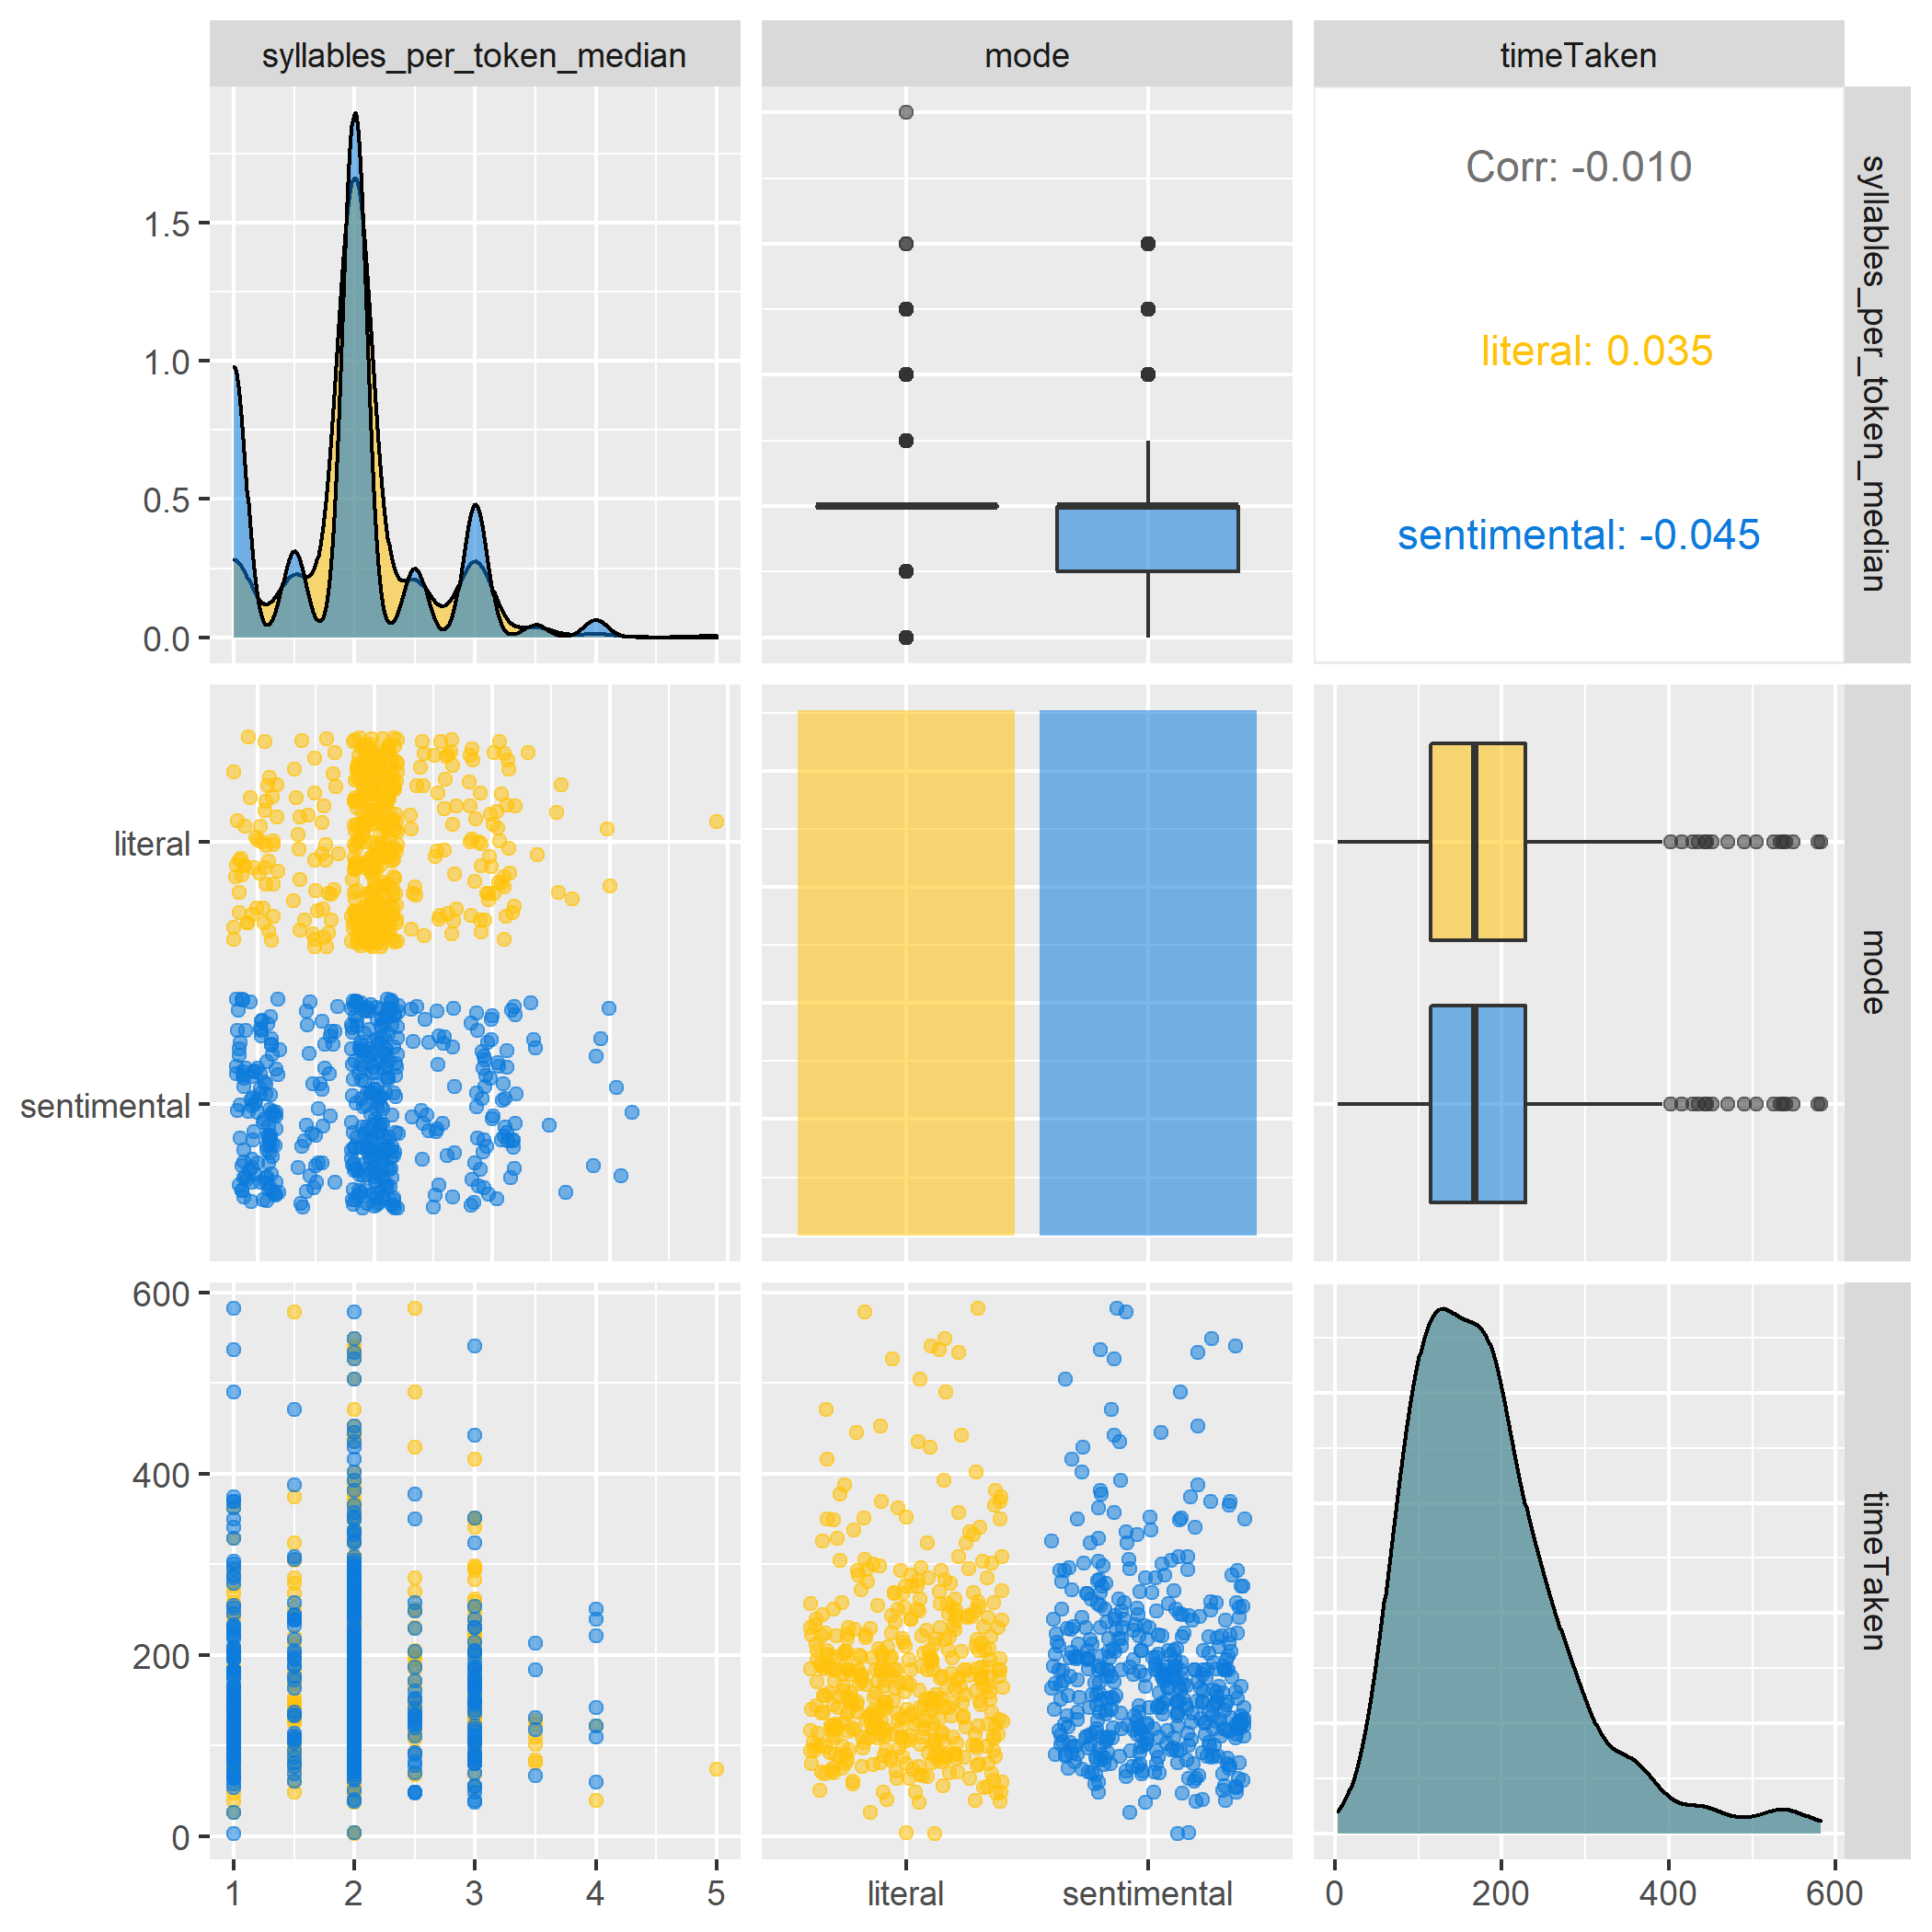 syllables_per_token_median
mode
timeTaken
1.5
1.0
0.5
0.0
Corr: -0.010
literal: 0.035
sentimental: -0.045
syllables_per_token_median
literal
sentimental
mode
600
400
200
0
timeTaken
1 2 3 4 5
literal sentimental
0 200 400 600